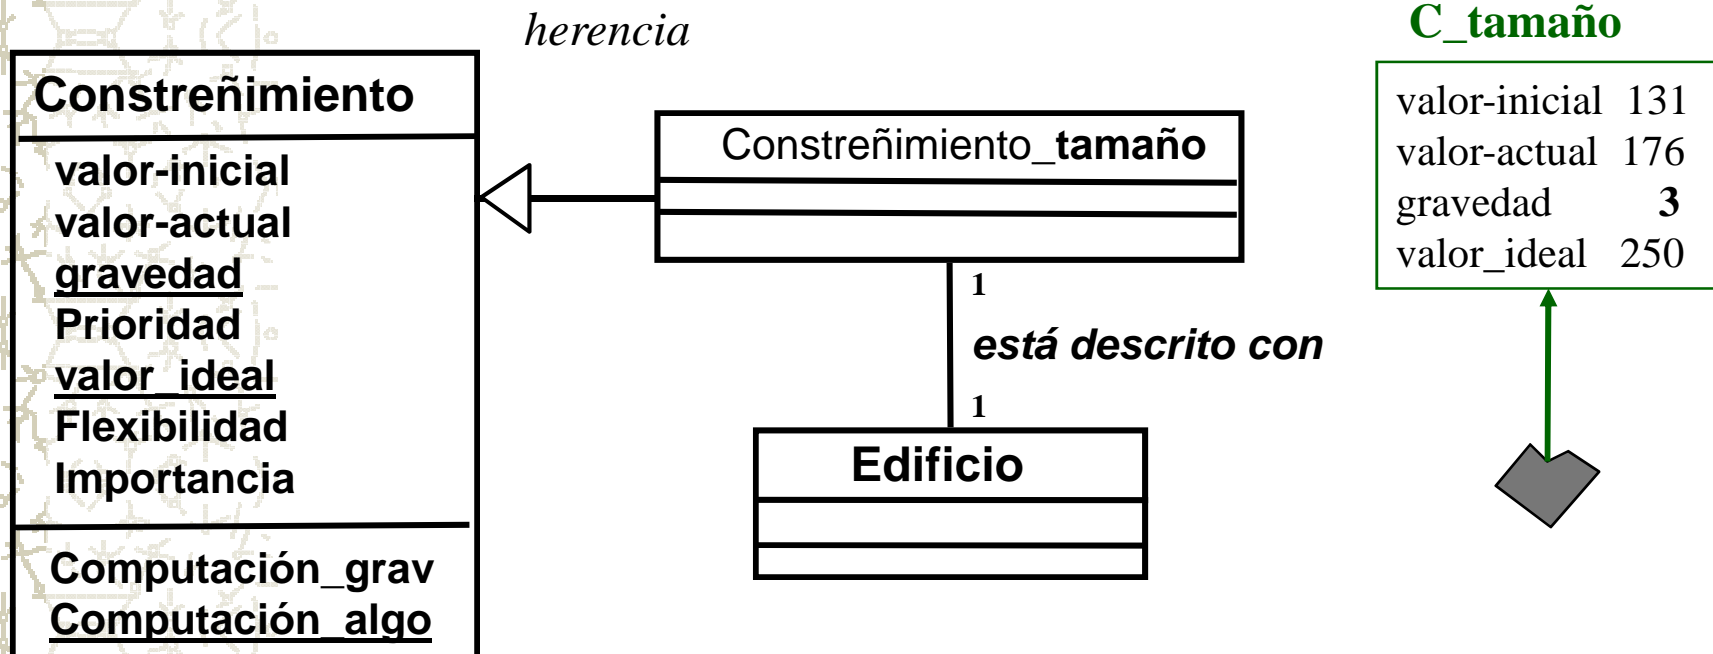 herencia
C_tamaño
Constreñimiento
valor-inicial
valor-actual
gravedad
Prioridad
valor_ideal
Flexibilidad
Importancia
Computación_grav
Computación_algo
Constreñimiento_tamaño
1
está descrito con
1
Edificio
valor-inicial 131
valor-actual 176
gravedad 3
valor_ideal 250